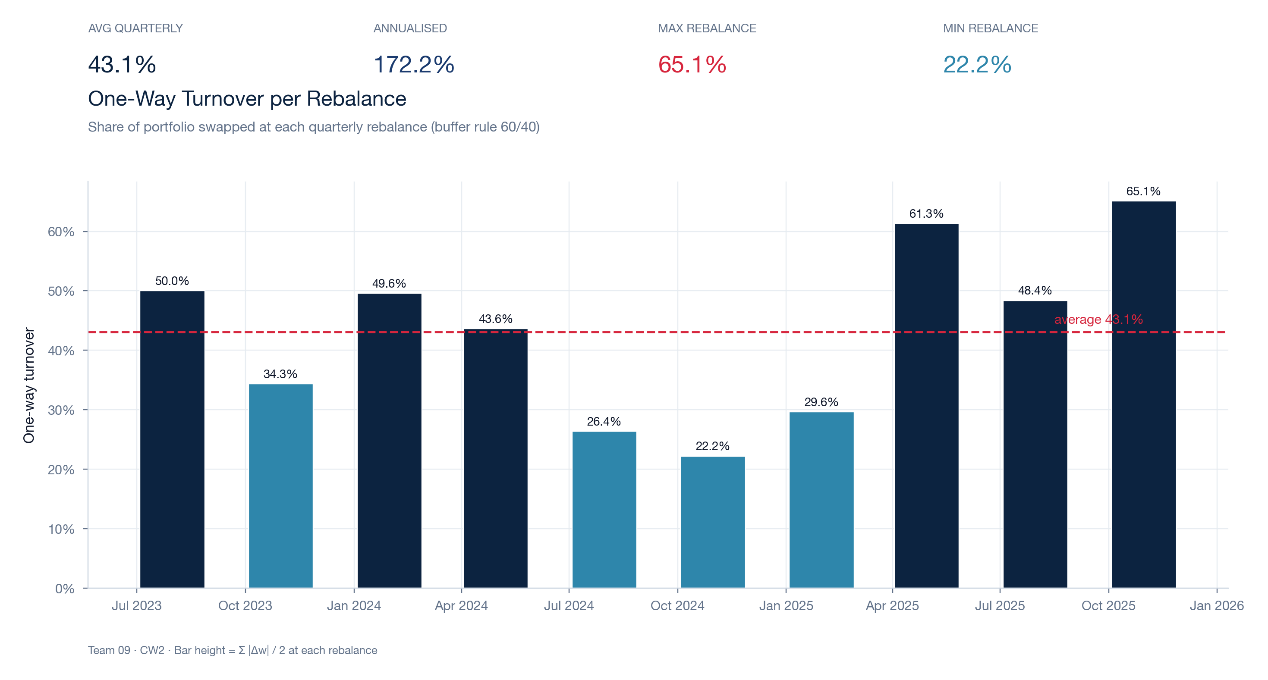 AVG QUARTERLY
ANNUALISED
MAX REBALANCE
MIN REBALANCE
43.1%
172.2%
65.1%
22.2%
One-Way Turnover per Rebalance
Share of portfolio swapped at each quarterly rebalance (buffer rule 60/40)
One-way turnover
60%
50%
40%
30%
20%
10%
0%
50.0%
34.3%
49.6%
43.6%
26.4%
22.2%
29.6%
61.3%
48.4%
65.1%
average 43.1%
Jul 2023
Oct 2023
Jan 2024
Apr 2024
Jul 2024
Oct 2024
Jan 2025
Apr 2025
Jul 2025
Oct 2025
Jan 2026
Team 09 · CW2 · Bar height = Σ |Δw| / 2 at each rebalance